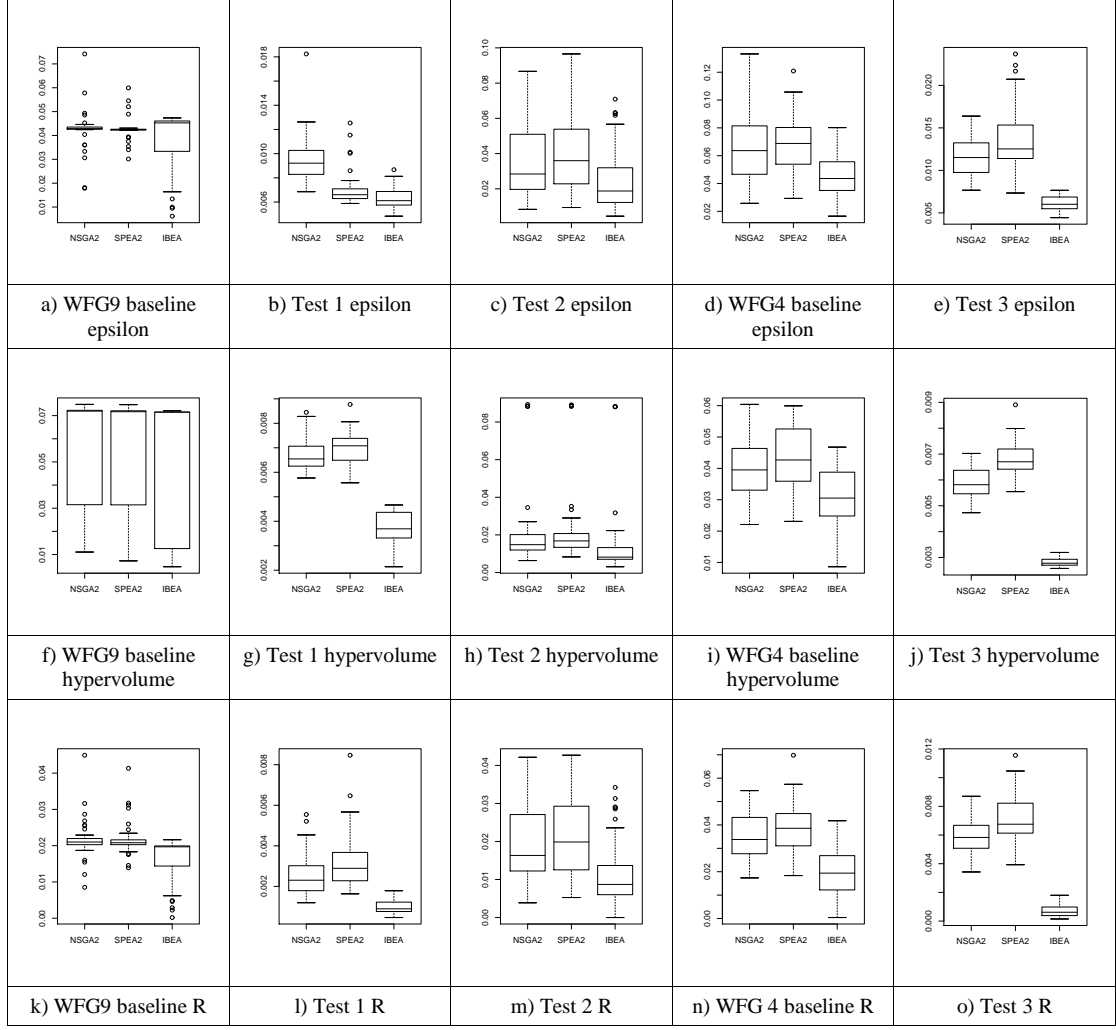 0.01 0.02 0.03 0.04 0.05 0.06 0.07
NSGA2 SPEA2 IBEA
0.006 0.010 0.014 0.018
NSGA2 SPEA2 IBEA
0.02 0.04 0.06 0.08 0.10
NSGA2 SPEA2 IBEA
0.02 0.04 0.06 0.08 0.10 0.12
NSGA2 SPEA2 IBEA
0.005 0.010 0.015 0.020
NSGA2 SPEA2 IBEA
a) WFG9 baseline
epsilon
b) Test 1 epsilon
c) Test 2 epsilon
d) WFG4 baseline
epsilon
e) Test 3 epsilon
0.01 0.03 0.05 0.07
NSGA2 SPEA2 IBEA
0.002 0.004 0.006 0.008
NSGA2 SPEA2 IBEA
0.00 0.02 0.04 0.06 0.08
NSGA2 SPEA2 IBEA
0.01 0.02 0.03 0.04 0.05 0.06
NSGA2 SPEA2 IBEA
0.003 0.005 0.007 0.009
NSGA2 SPEA2 IBEA
f) WFG9 baseline
hypervolume
g) Test 1 hypervolume
h) Test 2 hypervolume
i) WFG4 baseline
hypervolume
j) Test 3 hypervolume
0.00 0.01 0.02 0.03 0.04
NSGA2 SPEA2 IBEA
0.002 0.004 0.006 0.008
NSGA2 SPEA2 IBEA
0.00 0.01 0.02 0.03 0.04
NSGA2 SPEA2 IBEA
0.00 0.02 0.04 0.06
NSGA2 SPEA2 IBEA
0.000 0.004 0.008 0.012
NSGA2 SPEA2 IBEA
k) WFG9 baseline R
l) Test 1 R
m) Test 2 R
n) WFG 4 baseline R
o) Test 3 R